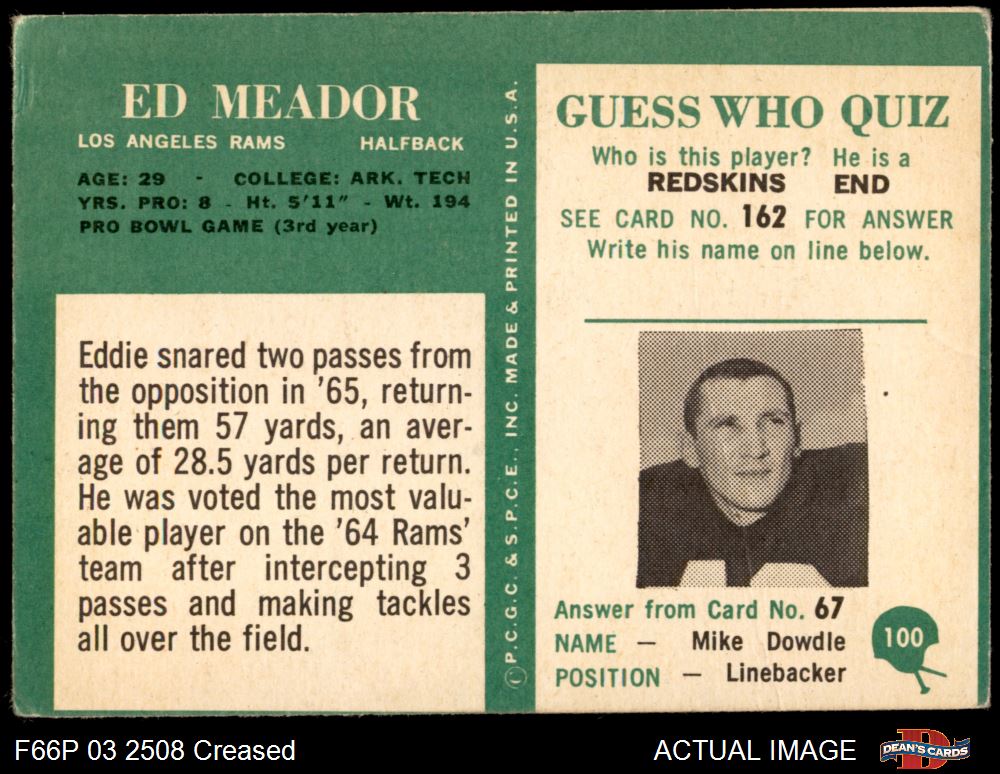 ED MEADOR
LOS ANGELES RAMS HALFBACK
AGE: 29 - COLLEGE: ARK. TECH
YRS. PRO: 8 - Ht. 5'11" - Wt. 194
PRO BOWL GAME (3rd year)
Eddie snared two passes from
the opposition in '65, return-
ing them 57 yards, an aver-
age of 28.5 yards per return.
He was voted the most valu-
able player on the '64 Rams'
team after intercepting 3
passes and making tackles
all over the field.
Ⓒ P.C.G.C. & S.P.C.E., INC. MADE & PRINTED IN U.S.A.
GUESS WHO QUIZ
Who is this player? He is a
REDSKINS END
SEE CARD NO. 162 FOR ANSWER
Write his name on line below.
Answer from Card No. 67
NAME — Mike Dowdle
POSITION — Linebacker
100
F66P 03 2508 Creased
ACTUAL IMAGE
DEAN'S CARDS